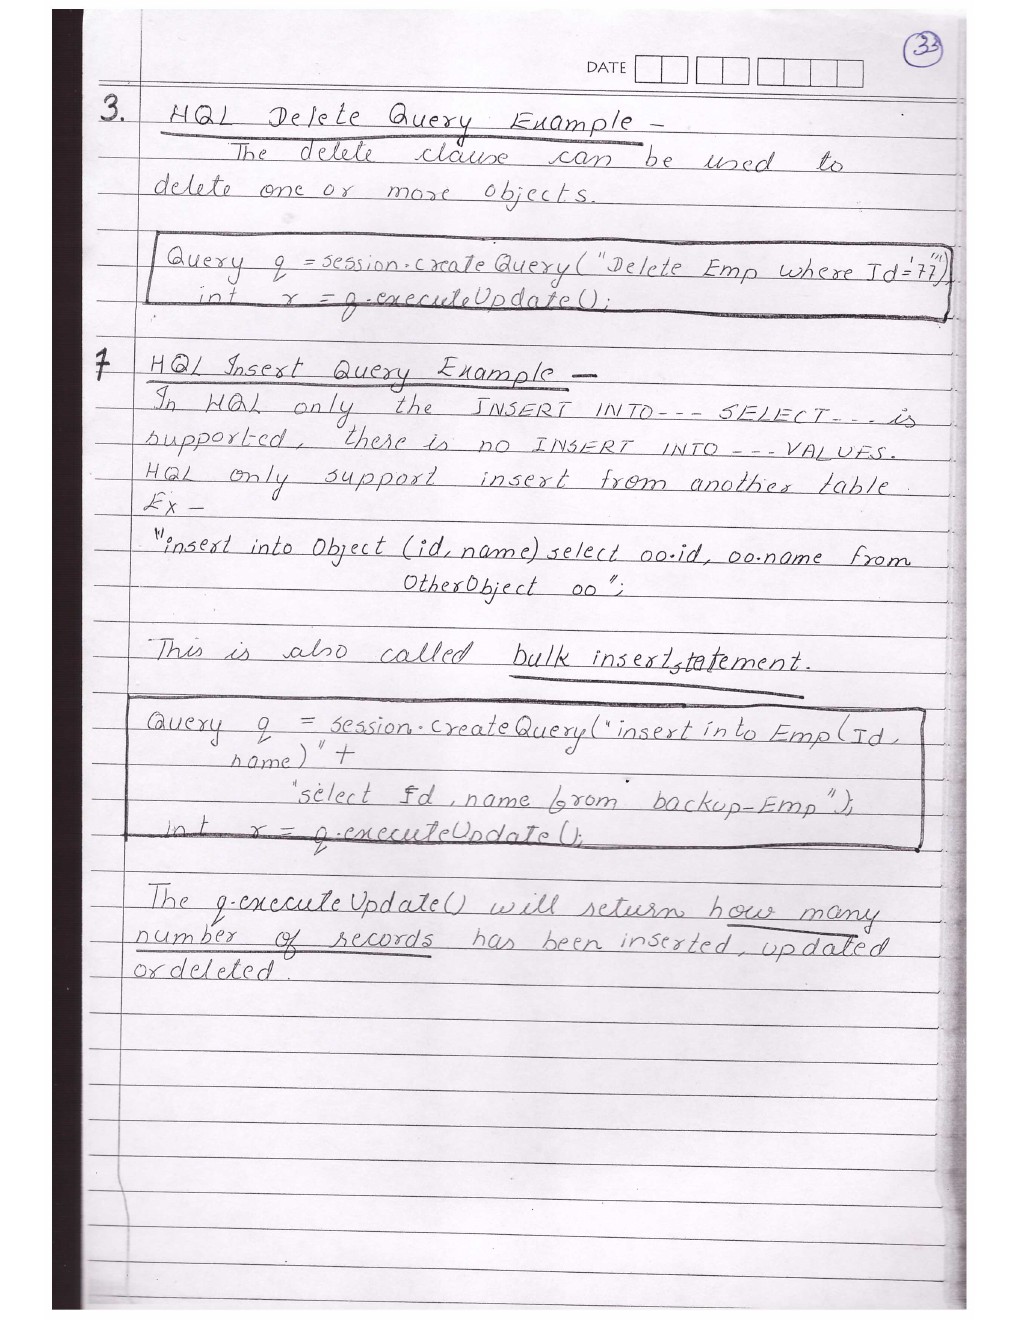 33
DATE
3. HQL Delete Query Example -
The delete clause can be used to
delete one or more objects.
Query q = session.createQuery("Delete Emp where Id='77'");
int r = q.executeUpdate();
7 HQL Insert Query Example -
In HQL only the INSERT INTO--- SELECT--- is
supported, there is no INSERT INTO --- VALUES.
HQL only support insert from another table
Ex -
"insert into Object (id, name) select oo.id, oo.name from
OtherObject oo";
This is also called bulk insert statement.
Query q = session.createQuery("insert into Emp(Id,
name)" +
"select Id, name from backup-Emp");
int r = q.executeUpdate();
The q.executeUpdate() will return how many
number of records has been inserted, updated
or deleted.